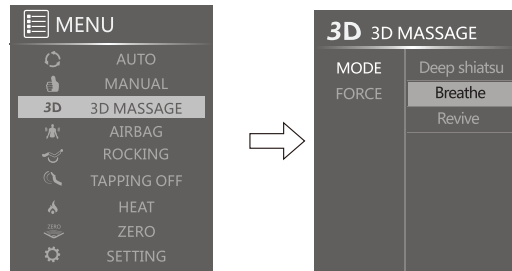 MENU
AUTO
MANUAL
3D 3D MASSAGE
AIRBAG
ROCKING
TAPPING OFF
HEAT
ZERO ZERO
SETTING
3D 3D MASSAGE
MODE Deep shiatsu
FORCE Breathe
Revive